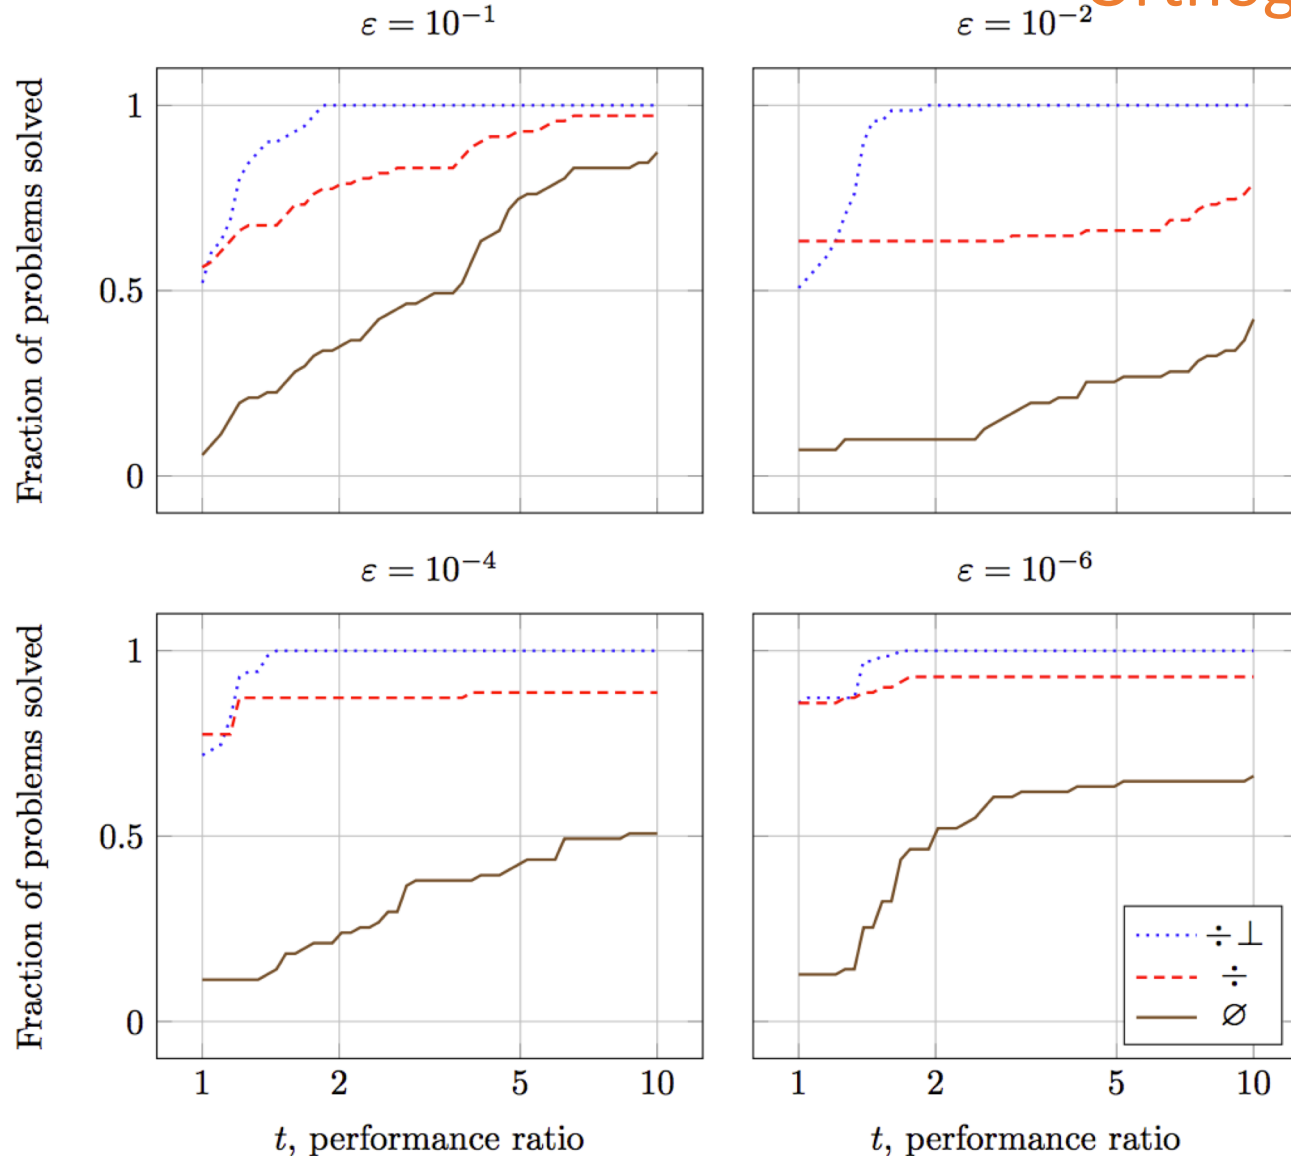 Orthog
ε = 10⁻¹
ε = 10⁻²
Fraction of problems solved
1
0.5
0
ε = 10⁻⁴
ε = 10⁻⁶
Fraction of problems solved
1
0.5
0
÷⊥
÷
∅
1 2 5 10
1 2 5 10
t, performance ratio
t, performance ratio